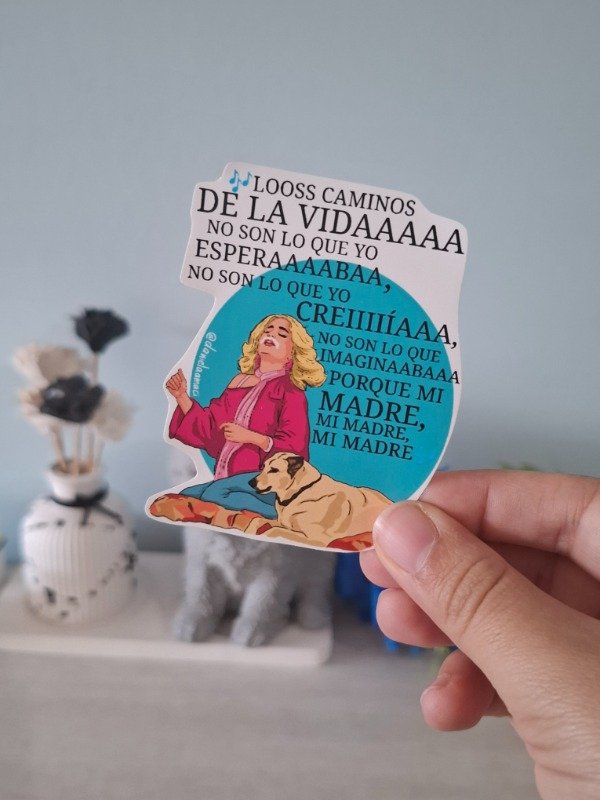 LOOSS CAMINOS
DE LA VIDAAAAA
NO SON LO QUE YO
ESPERAAAABAA,
NO SON LO QUE YO
CREIIIIÍAAA,
NO SON LO QUE
IMAGINAABAAA
PORQUE MI
MADRE,
MI MADRE,
MI MADRE